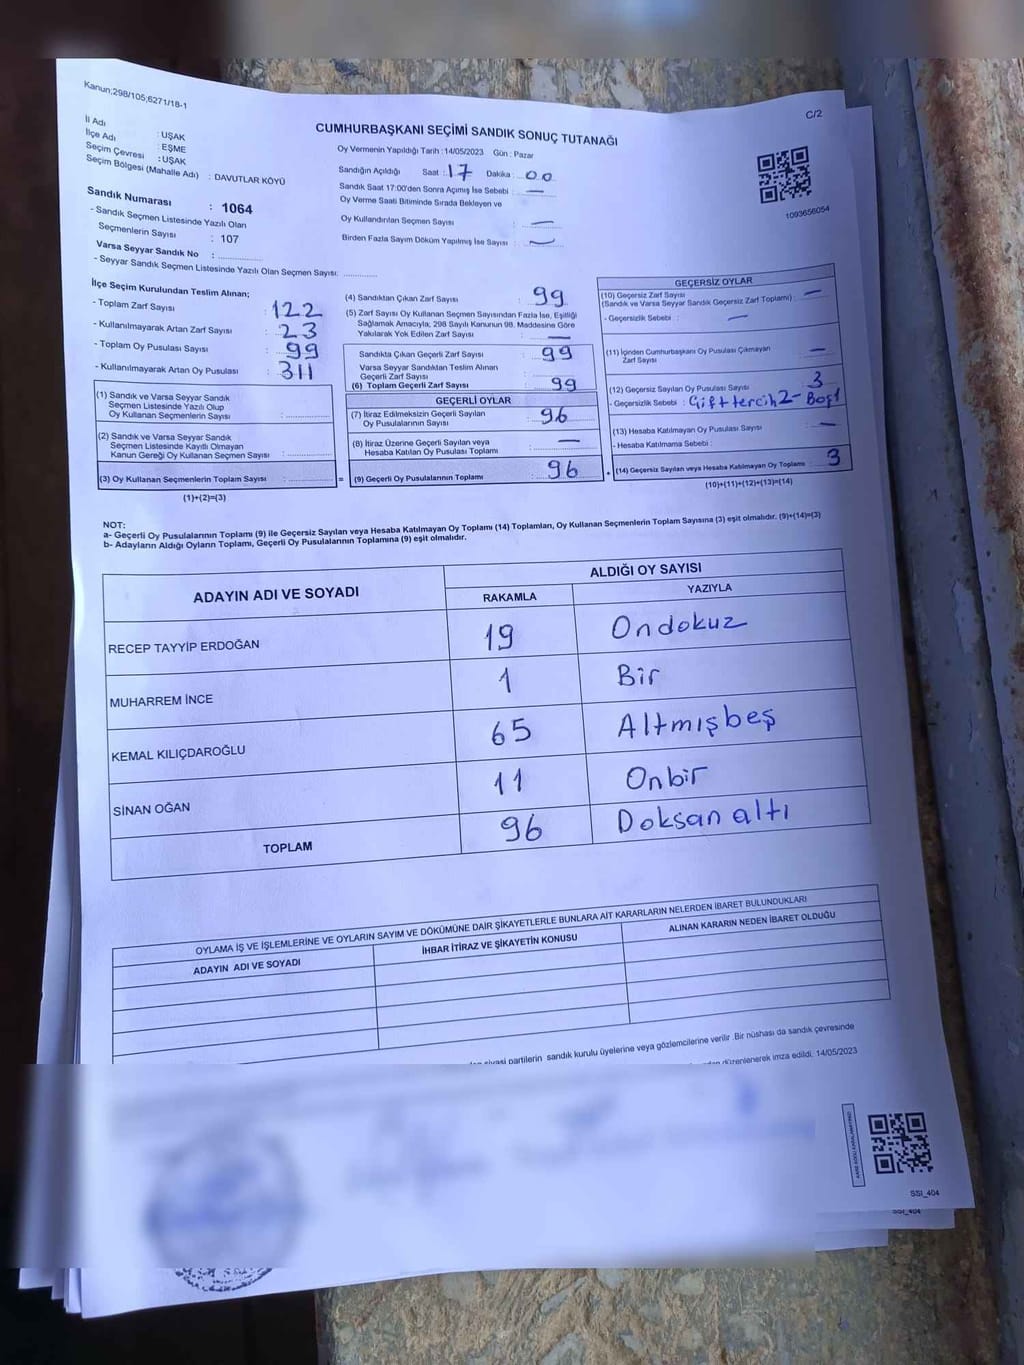 Kanun;298/105;6271/18-1
C/2
İl Adı : UŞAK
İlçe Adı : EŞME
Seçim Çevresi : UŞAK
Seçim Bölgesi (Mahalle Adı) : DAVUTLAR KÖYÜ
Sandık Numarası : 1064
- Sandık Seçmen Listesinde Yazılı Olan
Seçmenlerin Sayısı : 107
Varsa Seyyar Sandık No :
- Seyyar Sandık Seçmen Listesinde Yazılı Olan Seçmen Sayısı:
CUMHURBAŞKANI SEÇİMİ SANDIK SONUÇ TUTANAĞI
Oy Vermenin Yapıldığı Tarih : 14/05/2023 Gün : Pazar
Sandığın Açıldığı Saat : 17 Dakika : 00
Sandık Saat 17:00'den Sonra Açımış İse Sebebi : —
Oy Verme Saati Bitiminde Sırada Bekleyen ve
Oy Kullandırılan Seçmen Sayısı : —
Birden Fazla Sayım Döküm Yapılmış İse Sayısı : —
1093656054
İlçe Seçim Kurulundan Teslim Alınan;
- Toplam Zarf Sayısı : 122
- Kullanılmayarak Artan Zarf Sayısı : 23
- Toplam Oy Pusulası Sayısı : 99
- Kullanılmayarak Artan Oy Pusulası : 311
(1) Sandık ve Varsa Seyyar Sandık
Seçmen Listesinde Yazılı Olup
Oy Kullanan Seçmenlerin Sayısı :
(2) Sandık ve Varsa Seyyar Sandık
Seçmen Listesinde Kayıtlı Olmayan
Kanun Gereği Oy Kullanan Seçmen Sayısı :
(3) Oy Kullanan Seçmenlerin Toplam Sayısı :
(1)+(2)=(3)
(4) Sandıktan Çıkan Zarf Sayısı : 99
(5) Zarf Sayısı Oy Kullanan Seçmen Sayısından Fazla İse, Eşitliği
Sağlamak Amacıyla, 298 Sayılı Kanunun 98. Maddesine Göre
Yakılarak Yok Edilen Zarf Sayısı : —
Sandıkta Çıkan Geçerli Zarf Sayısı : 99
Varsa Seyyar Sandıktan Teslim Alınan
Geçerli Zarf Sayısı :
(6) Toplam Geçerli Zarf Sayısı : 99
GEÇERLİ OYLAR
(7) İtiraz Edilmeksizin Geçerli Sayılan
Oy Pusulalarının Sayısı : 96
(8) İtiraz Üzerine Geçerli Sayılan veya
Hesaba Katılan Oy Pusulası Toplamı : —
= (9) Geçerli Oy Pusulalarının Toplamı : 96
GEÇERSİZ OYLAR
(10) Geçersiz Zarf Sayısı
(Sandık ve Varsa Seyyar Sandık Geçersiz Zarf Toplamı) : —
- Geçersizlik Sebebi : —
(11) İçinden Cumhurbaşkanı Oy Pusulası Çıkmayan
Zarf Sayısı : —
(12) Geçersiz Sayılan Oy Pusulası Sayısı : 3
- Geçersizlik Sebebi : Çift tercih 2- Boş1
(13) Hesaba Katılmayan Oy Pusulası Sayısı : —
- Hesaba Katılmama Sebebi :
+ (14) Geçersiz Sayılan veya Hesaba Katılmayan Oy Toplamı : 3
(10)+(11)+(12)+(13)=(14)
NOT:
a- Geçerli Oy Pusulalarının Toplamı (9) ile Geçersiz Sayılan veya Hesaba Katılmayan Oy Toplamı (14) Toplamları, Oy Kullanan Seçmenlerin Toplam Sayısına (3) eşit olmalıdır. (9)+(14)=(3)
b- Adayların Aldığı Oyların Toplamı, Geçerli Oy Pusulalarının Toplamına (9) eşit olmalıdır.
ADAYIN ADI VE SOYADI
ALDIĞI OY SAYISI
RAKAMLA YAZIYLA
RECEP TAYYİP ERDOĞAN 19 Ondokuz
MUHARREM İNCE 1 Bir
KEMAL KILIÇDAROĞLU 65 Altmışbeş
SİNAN OĞAN 11 Onbir
TOPLAM 96 Doksan altı
OYLAMA İŞ VE İŞLEMLERİNE VE OYLARIN SAYIM VE DÖKÜMÜNE DAİR ŞİKAYETLERLE BUNLARA AİT KARARLARIN NELERDEN İBARET BULUNDUKLARI
ADAYIN ADI VE SOYADI İHBAR İTİRAZ VE ŞİKAYETİN KONUSU ALINAN KARARIN NEDEN İBARET OLDUĞU
partilerin sandık kurulu üyelerine veya gözlemcilerine verilir .Bir nüshası da sandık çevresinde
düzenlenerek imza edildi. 14/05/2023
SSI_404
SSI_404